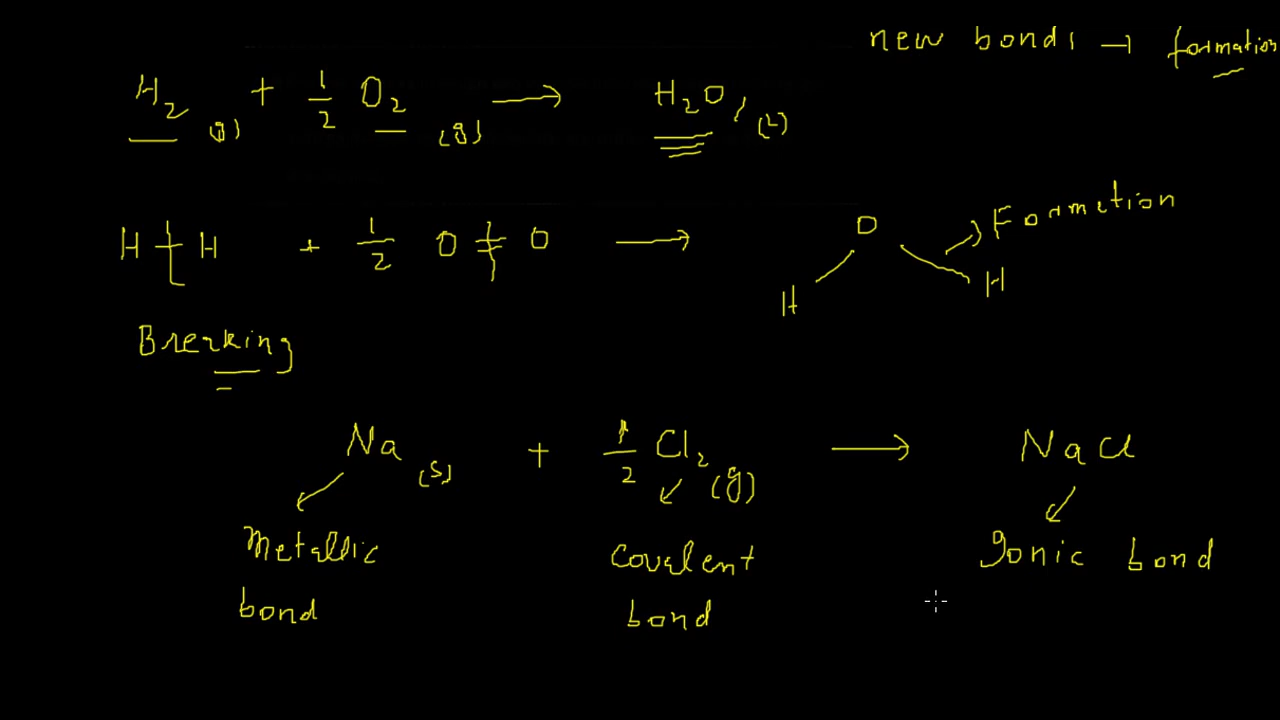 new bonds → formation
H₂ (g) + 1/2 O₂ (g) → H₂O, (L)
H-H + 1/2 O=O → O Formation
H H
Breaking
Na (s) + 1/2 Cl₂ (g) → NaCl
Metallic Covalent Ionic bond
bond bond